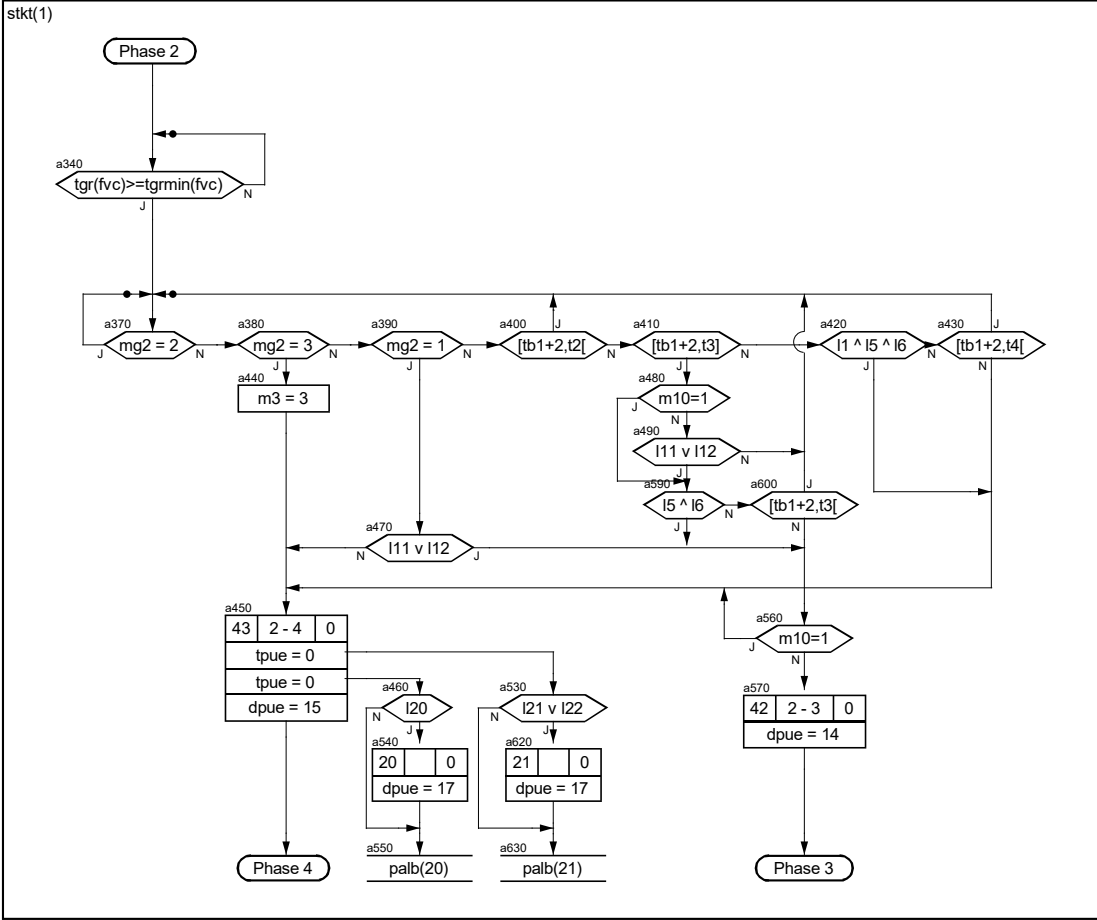 stkt(1)
Phase 2
a340
tgr(fvc)>=tgrmin(fvc)
N
J
a370
mg2 = 2
J
N
a380
mg2 = 3
N
J
a390
mg2 = 1
N
J
a400
[tb1+2,t2[
J
N
a410
[tb1+2,t3]
N
J
a420
l1 ^ l5 ^ l6
N
J
a430
[tb1+2,t4[
J
N
a440
m3 = 3
a480
m10=1
J
N
a490
l11 v l12
N
J
a590
l5 ^ l6
N
J
a600
[tb1+2,t3[
J
N
a470
l11 v l12
N
J
a450
43 2 - 4 0
tpue = 0
tpue = 0
dpue = 15
a460
l20
N
J
a530
l21 v l22
N
J
a560
m10=1
J
N
a570
42 2 - 3 0
dpue = 14
a540
20 0
dpue = 17
a620
21 0
dpue = 17
a550
palb(20)
a630
palb(21)
Phase 4
Phase 3